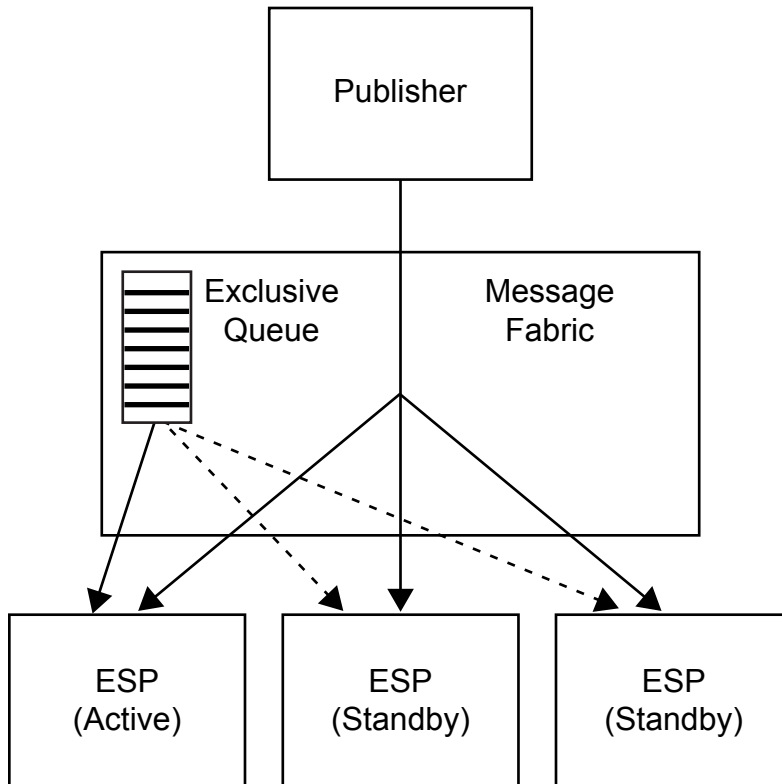 Publisher
Exclusive
Queue
Message
Fabric
ESP
(Active)
ESP
(Standby)
ESP
(Standby)